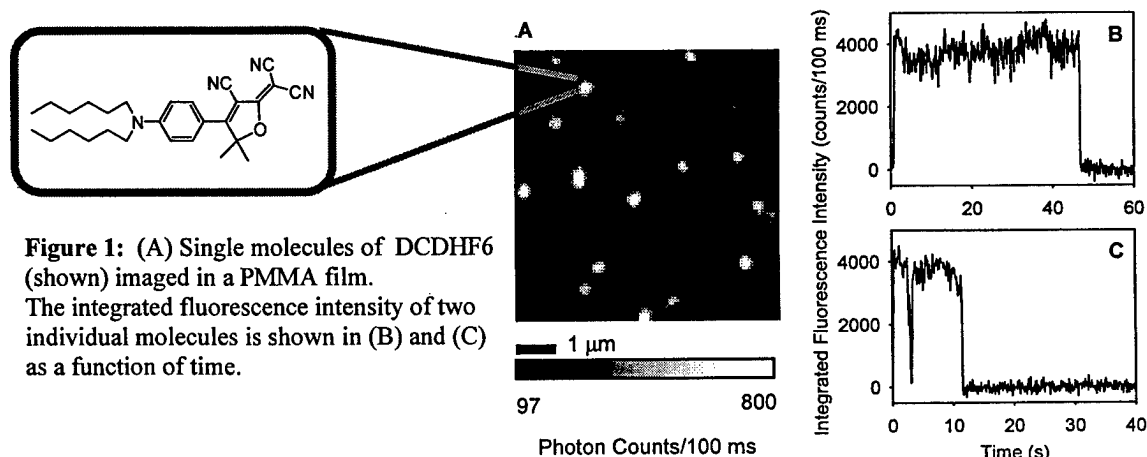 CN
NC
CN
NC
N
O
Figure 1: (A) Single molecules of DCDHF6
(shown) imaged in a PMMA film.
The integrated fluorescence intensity of two
individual molecules is shown in (B) and (C)
as a function of time.
A
1 µm
97 800
Photon Counts/100 ms
Integrated Fluorescence Intensity (counts/100 ms)
B
4000
2000
0
0 20 40 60
C
4000
2000
0
0 10 20 30 40
Time (s)